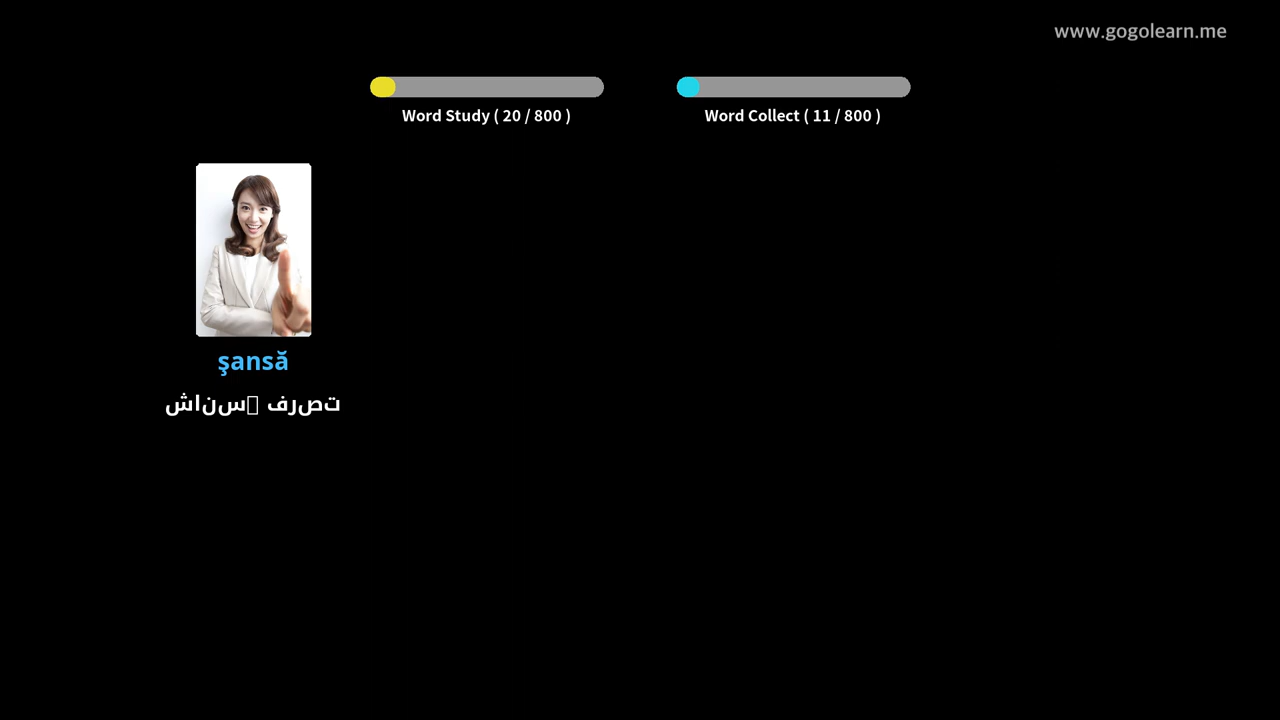 www.gogolearn.me
Word Study ( 20 / 800 )
Word Collect ( 11 / 800 )
şansă
شانس□ فرصت